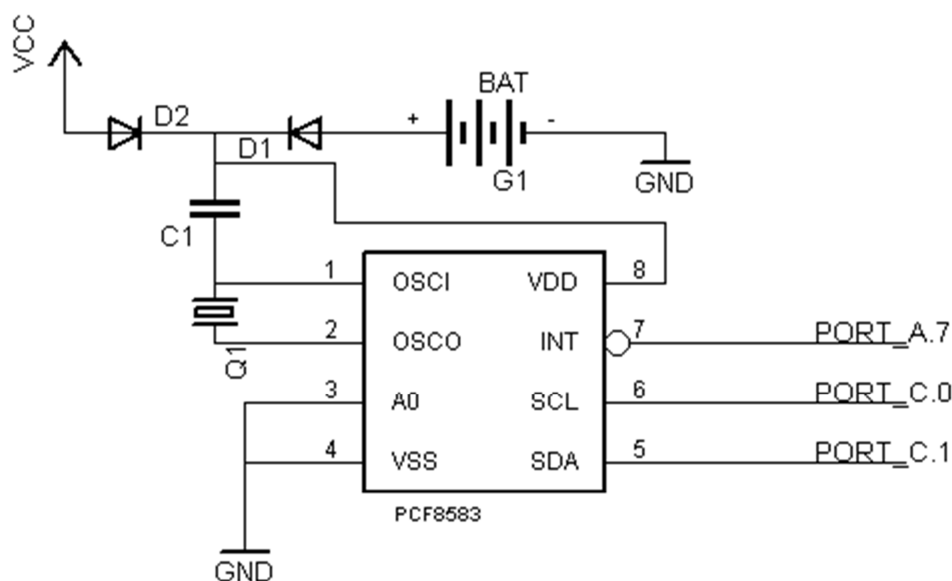 VCC
D2
BAT
+
-
D1
G1
GND
C1
1
OSCI
VDD
8
2
OSCO
INT
7
PORT_A.7
Q1
3
A0
SCL
6
PORT_C.0
4
VSS
SDA
5
PORT_C.1
PCF8583
GND